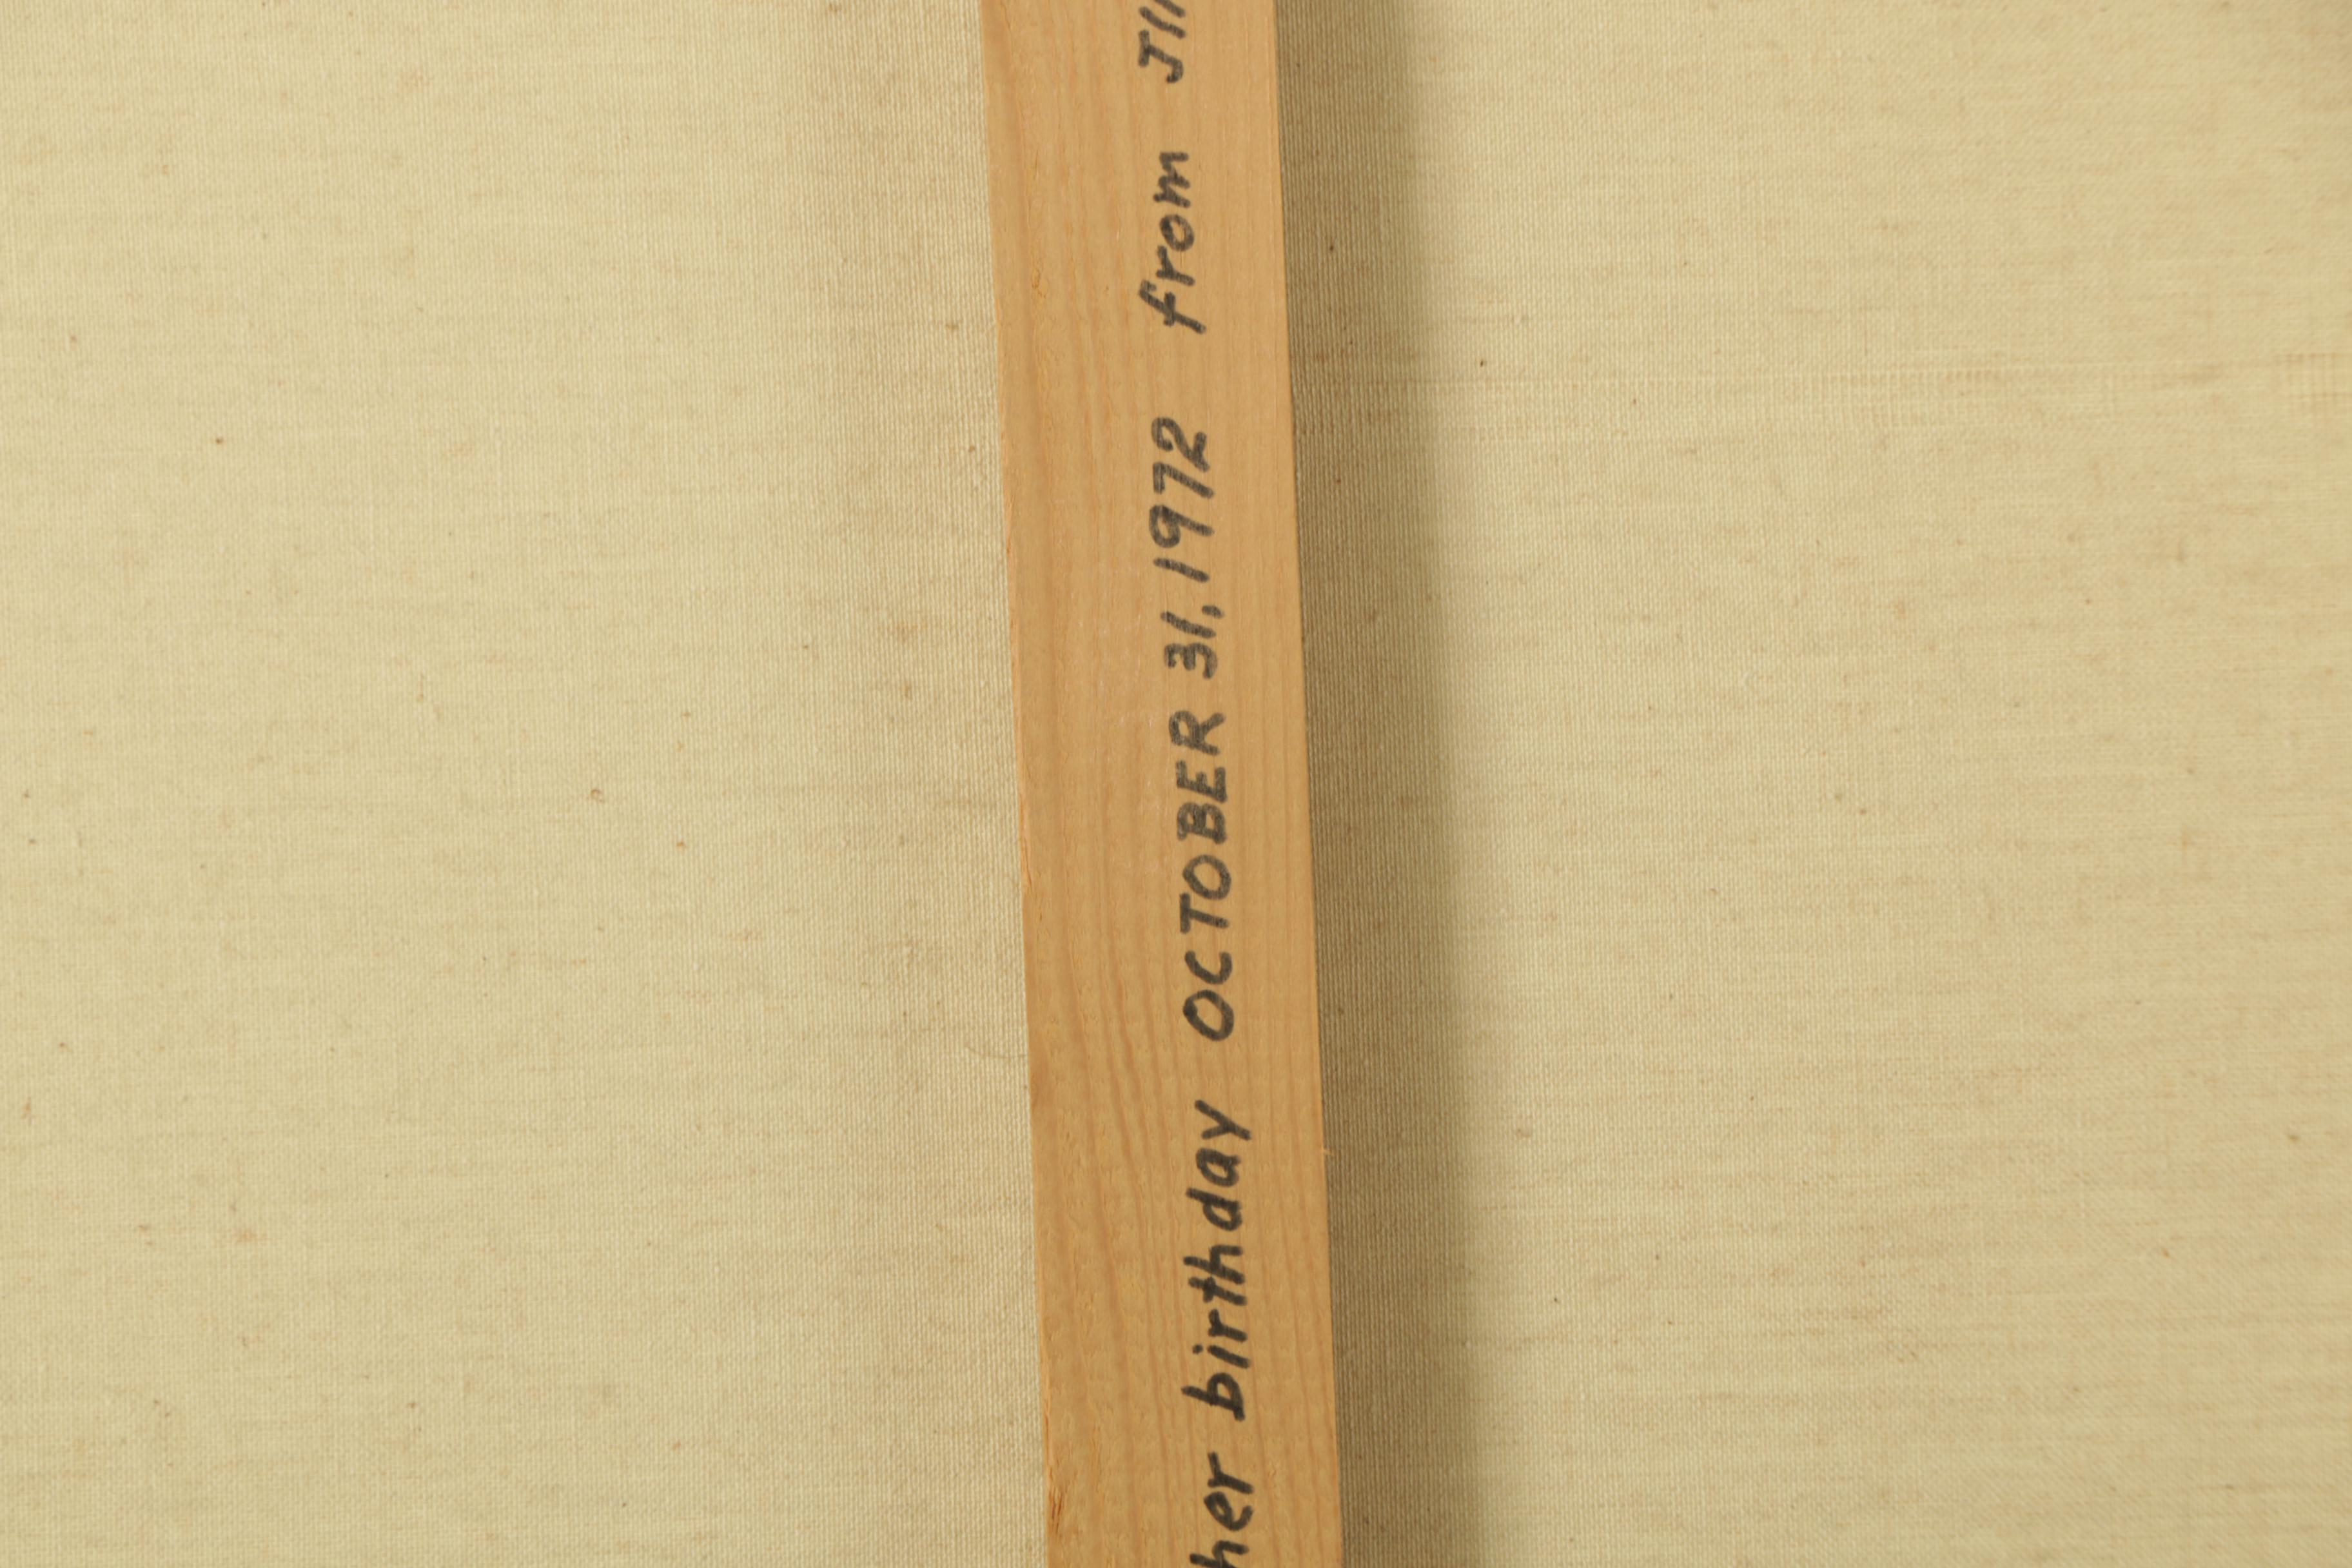 her birthday OCTOBER 31, 1972 from